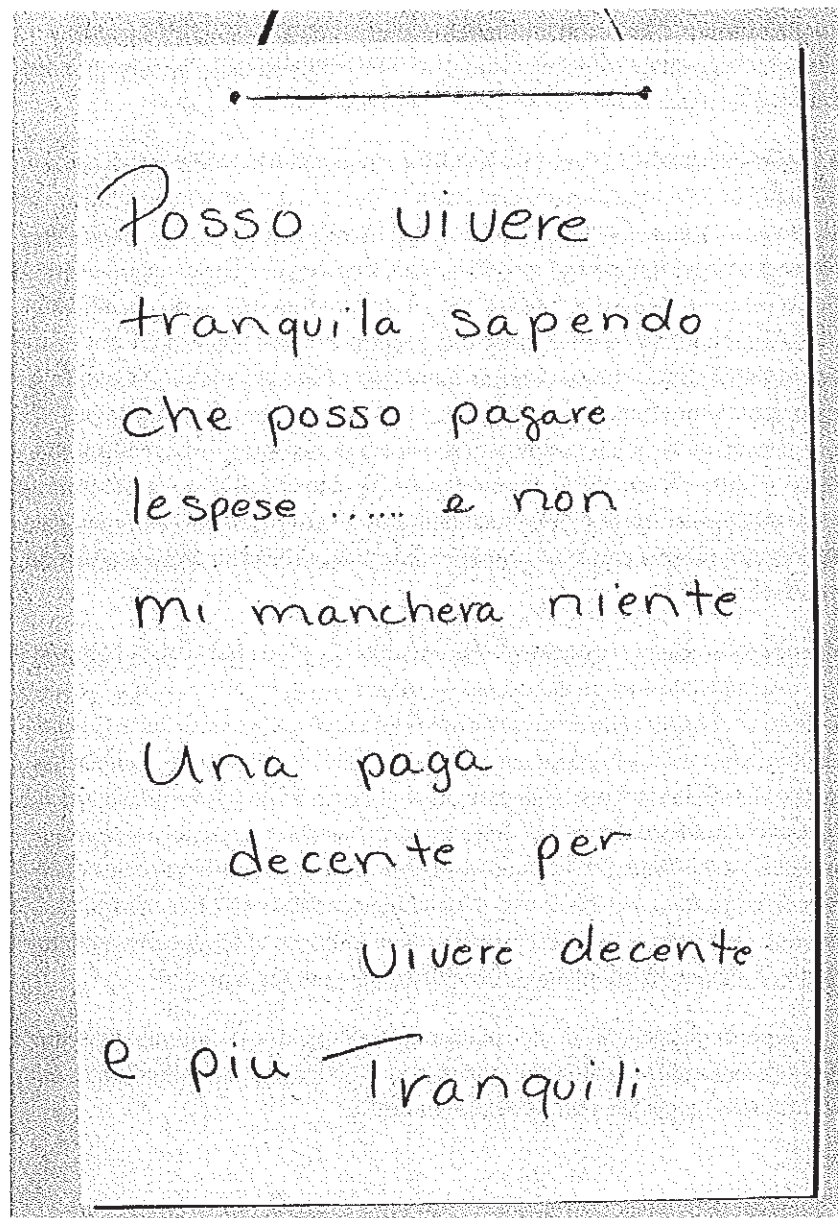 Posso vivere
tranquila sapendo
che posso pagare
lespese ...... e non
mi manchera niente
Una paga
decente per
vivere decente
e piu Tranquili